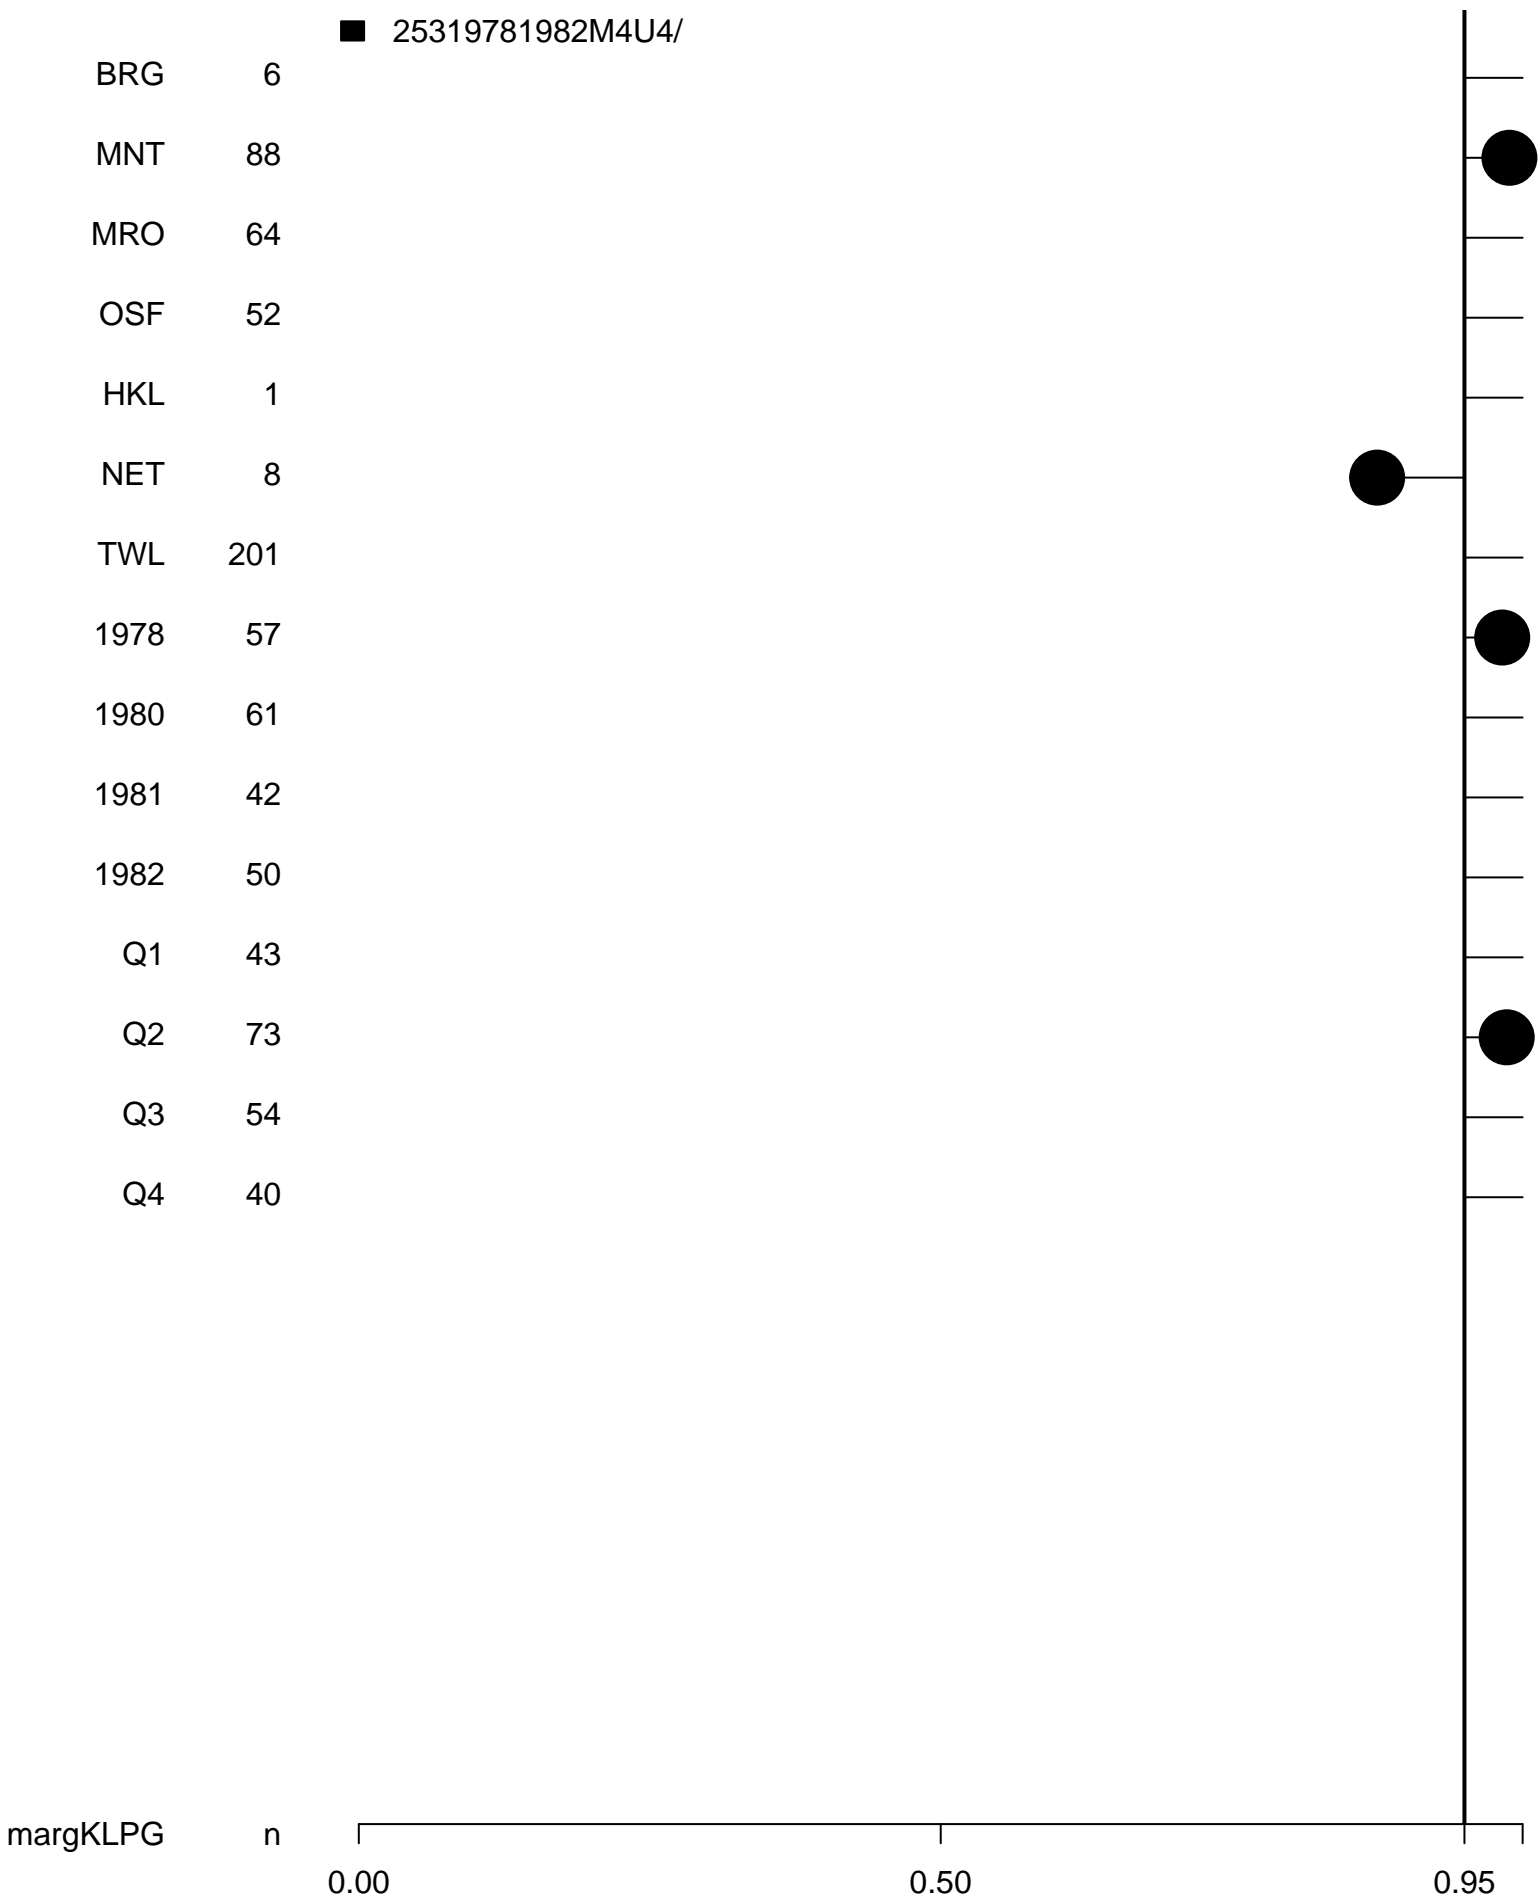 25319781982M4U4/
BRG 6
MNT 88
MRO 64
OSF 52
HKL 1
NET 8
TWL 201
1978 57
1980 61
1981 42
1982 50
Q1 43
Q2 73
Q3 54
Q4 40
margKLPG n
0.00 0.50 0.95